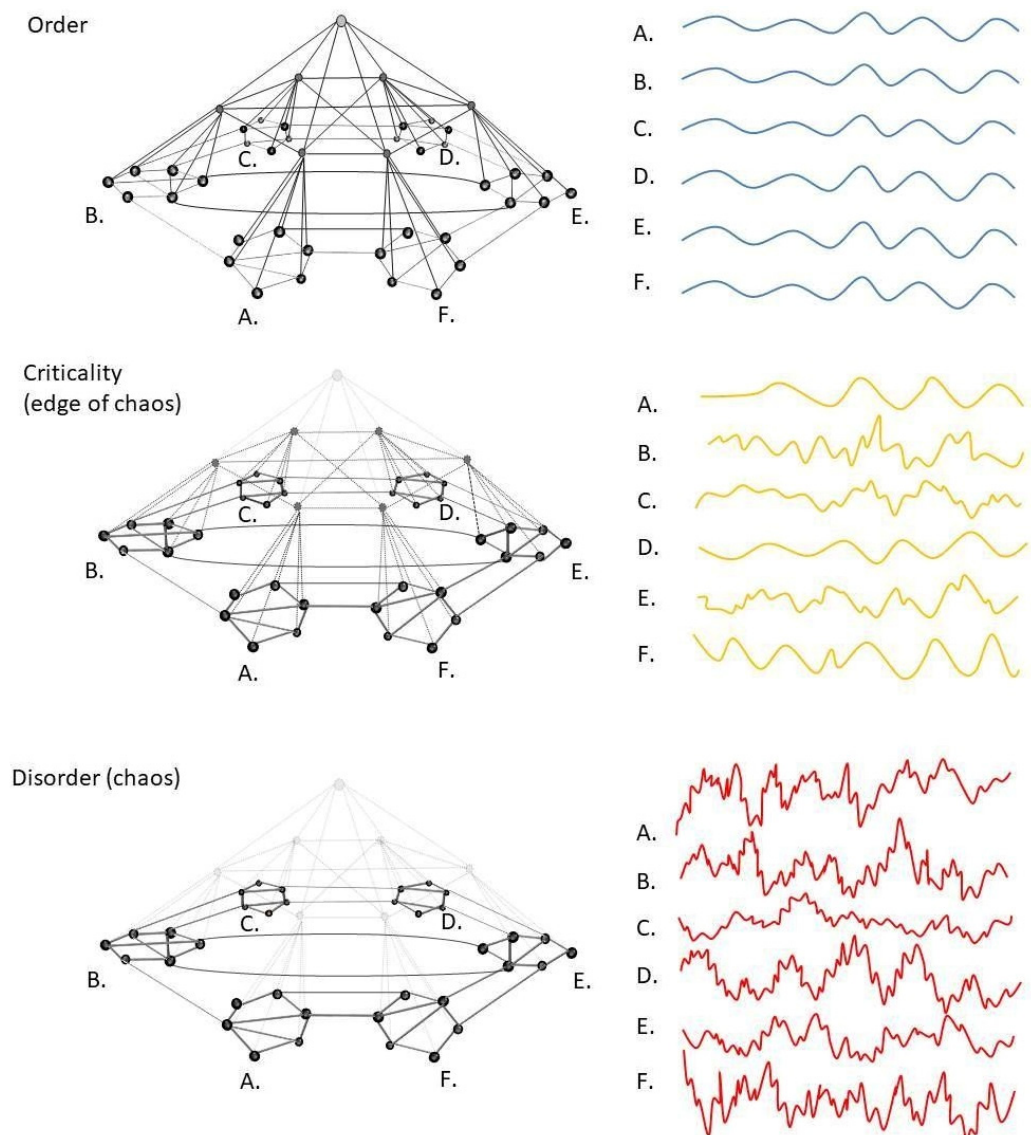 Order
C.
D.
B.
E.
A.
F.
A.
B.
C.
D.
E.
F.
Criticality
(edge of chaos)
C.
D.
B.
E.
A.
F.
A.
B.
C.
D.
E.
F.
Disorder (chaos)
C.
D.
B.
E.
A.
F.
A.
B.
C.
D.
E.
F.